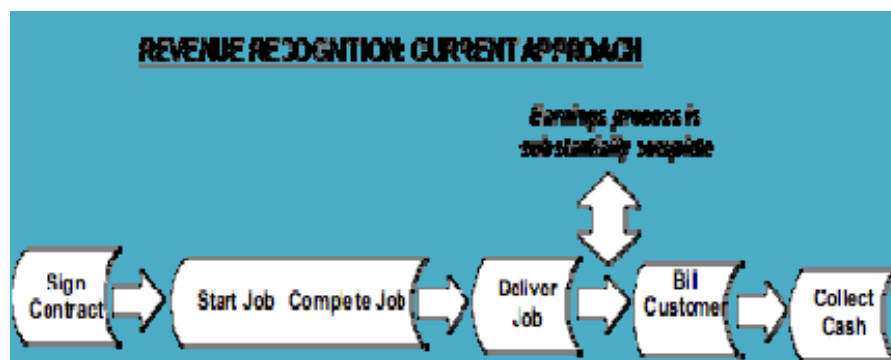 REVENUE RECOGNITION: CURRENT APPROACH
Earnings process is
substantially complete
Sign
Contract
Start Job Complete Job
Deliver
Job
Bill
Customer
Collect
Cash